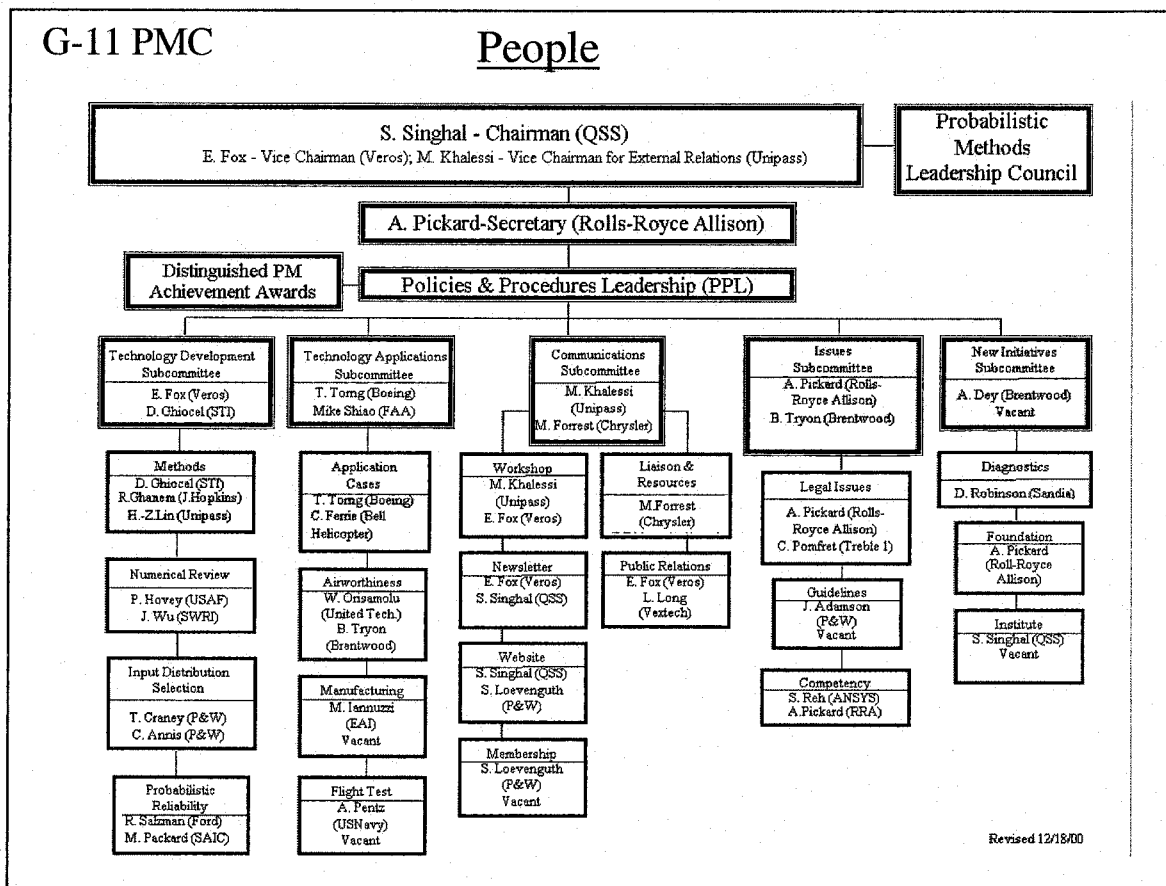 G-11 PMC
People
S. Singhal - Chairman (QSS)
E. Fox - Vice Chairman (Veros); M. Khalessi - Vice Chairman for External Relations (Unipass)
Probabilistic
Methods
Leadership Council
A. Pickard-Secretary (Rolls-Royce Allison)
Distinguished PM
Achievement Awards
Policies & Procedures Leadership (PPL)
Technology Development
Subcommittee
E. Fox (Veros)
D. Ghiocel (STI)
Technology Applications
Subcommittee
T. Torng (Boeing)
Mike Shiao (FAA)
Communications
Subcommittee
M. Khalessi
(Unipass)
M. Forrest (Chrysler)
Issues
Subcommittee
A. Pickard (Rolls-
Royce Allison)
B. Tryon (Brentwood)
New Initiatives
Subcommittee
A. Dey (Brentwood)
Vacant
Methods
D. Ghiocel (STI)
R.Ghanem (J.Hopkins)
H.-Z.Lin (Unipass)
Numerical Review
P. Hovey (USAF)
J. Wu (SWRI)
Input Distribution
Selection
T. Craney (P&W)
C. Annis (P&W)
Probabilistic
Reliability
R. Salzman (Ford)
M. Packard (SAIC)
Application
Cases
T. Torng (Boeing)
C. Ferris (Bell
Helicopter)
Airworthiness
W. Orisamolu
(United Tech.)
B. Tryon
(Brentwood)
Manufacturing
M. Iannuzzi
(EAI)
Vacant
Flight Test
A. Pentz
(USNavy)
Vacant
Workshop
M. Khalessi
(Unipass)
E. Fox (Veros)
Newsletter
E. Fox (Veros)
S. Singhal (QSS)
Website
S. Singhal (QSS)
S. Loevenguth
(P&W)
Membership
S. Loevenguth
(P&W)
Vacant
Liaison &
Resources
M.Forrest
(Chrysler)
Public Relations
E. Fox (Veros)
L. Long
(Vextech)
Legal Issues
A. Pickard (Rolls-
Royce Allison)
C. Pomfret (Treble 1)
Guidelines
J. Adamson
(P&W)
Vacant
Competency
S. Reh (ANSYS)
A.Pickard (RRA)
Diagnostics
D. Robinson (Sandia)
Foundation
A. Pickard
(Roll-Royce
Allison)
Institute
S. Singhal (QSS)
Vacant
Revised 12/18/00